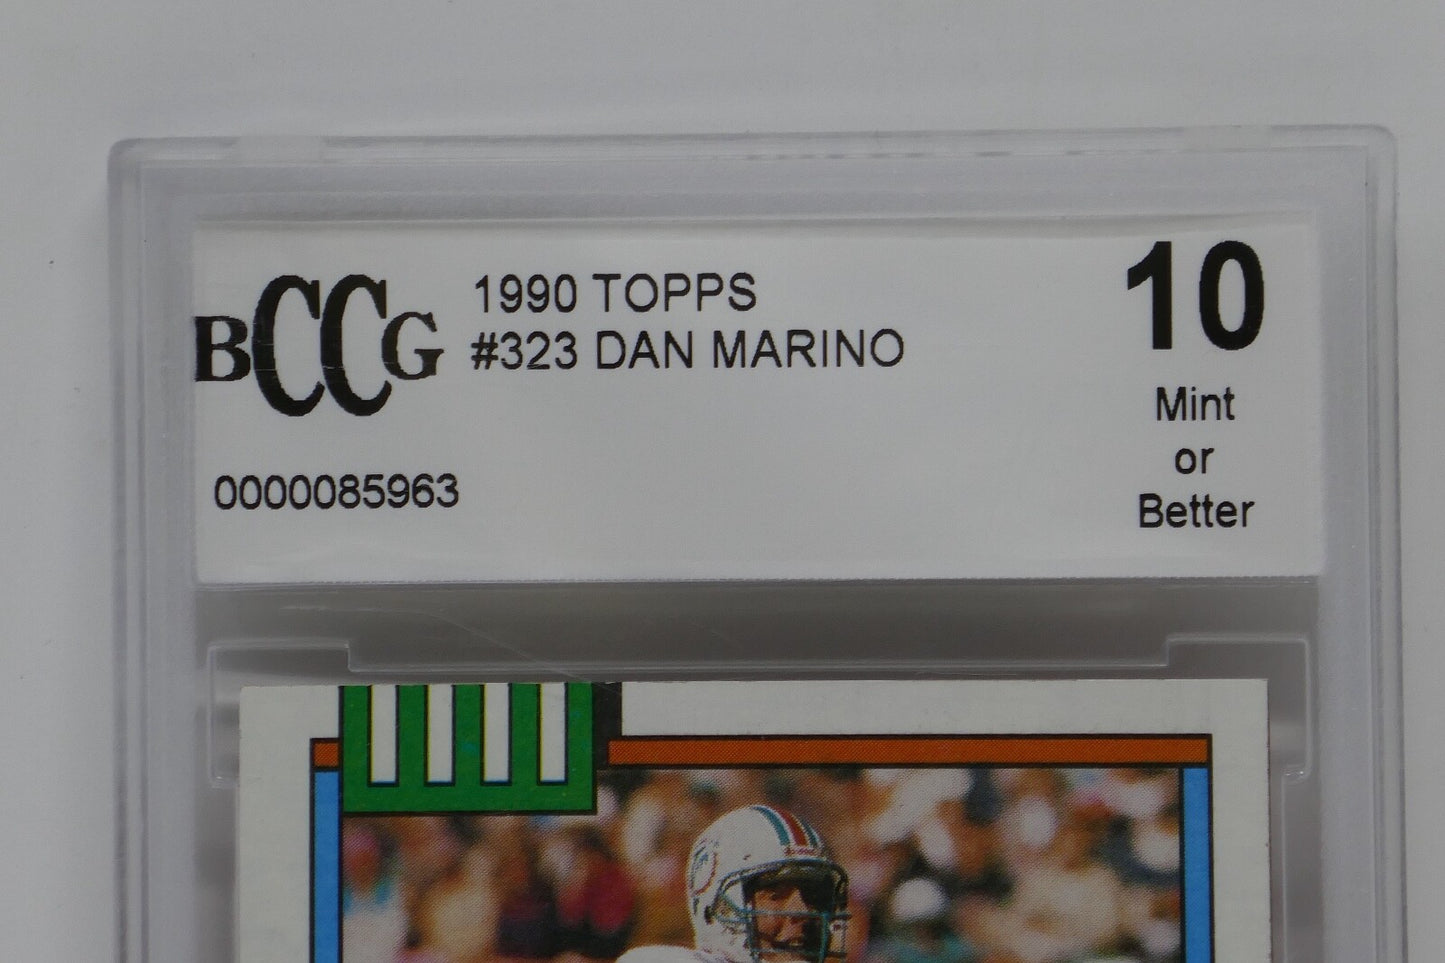 BCCG
1990 TOPPS
#323 DAN MARINO
10
Mint
or
Better
0000085963